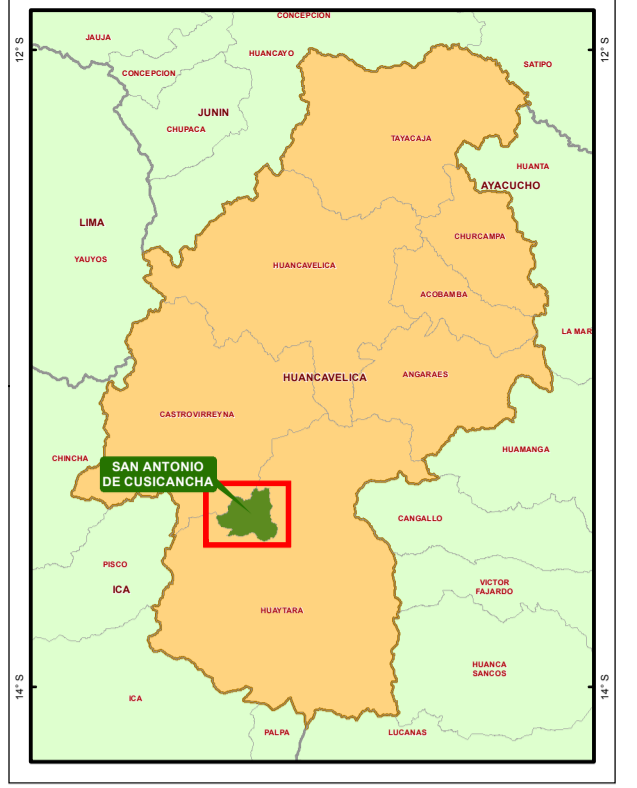 CONCEPCION
JAUJA
12° S
12° S
HUANCAYO
SATIPO
CONCEPCION
JUNIN
CHUPACA
TAYACAJA
HUANTA
AYACUCHO
LIMA
CHURCAMPA
YAUYOS
HUANCAVELICA
ACOBAMBA
LA MAR
HUANCAVELICA
ANGARAES
CASTROVIRREYNA
HUAMANGA
CHINCHA
SAN ANTONIO
DE CUSICANCHA
CANGALLO
PISCO
ICA
VICTOR
FAJARDO
HUAYTARA
HUANCA
SANCOS
14° S
14° S
ICA
PALPA
LUCANAS